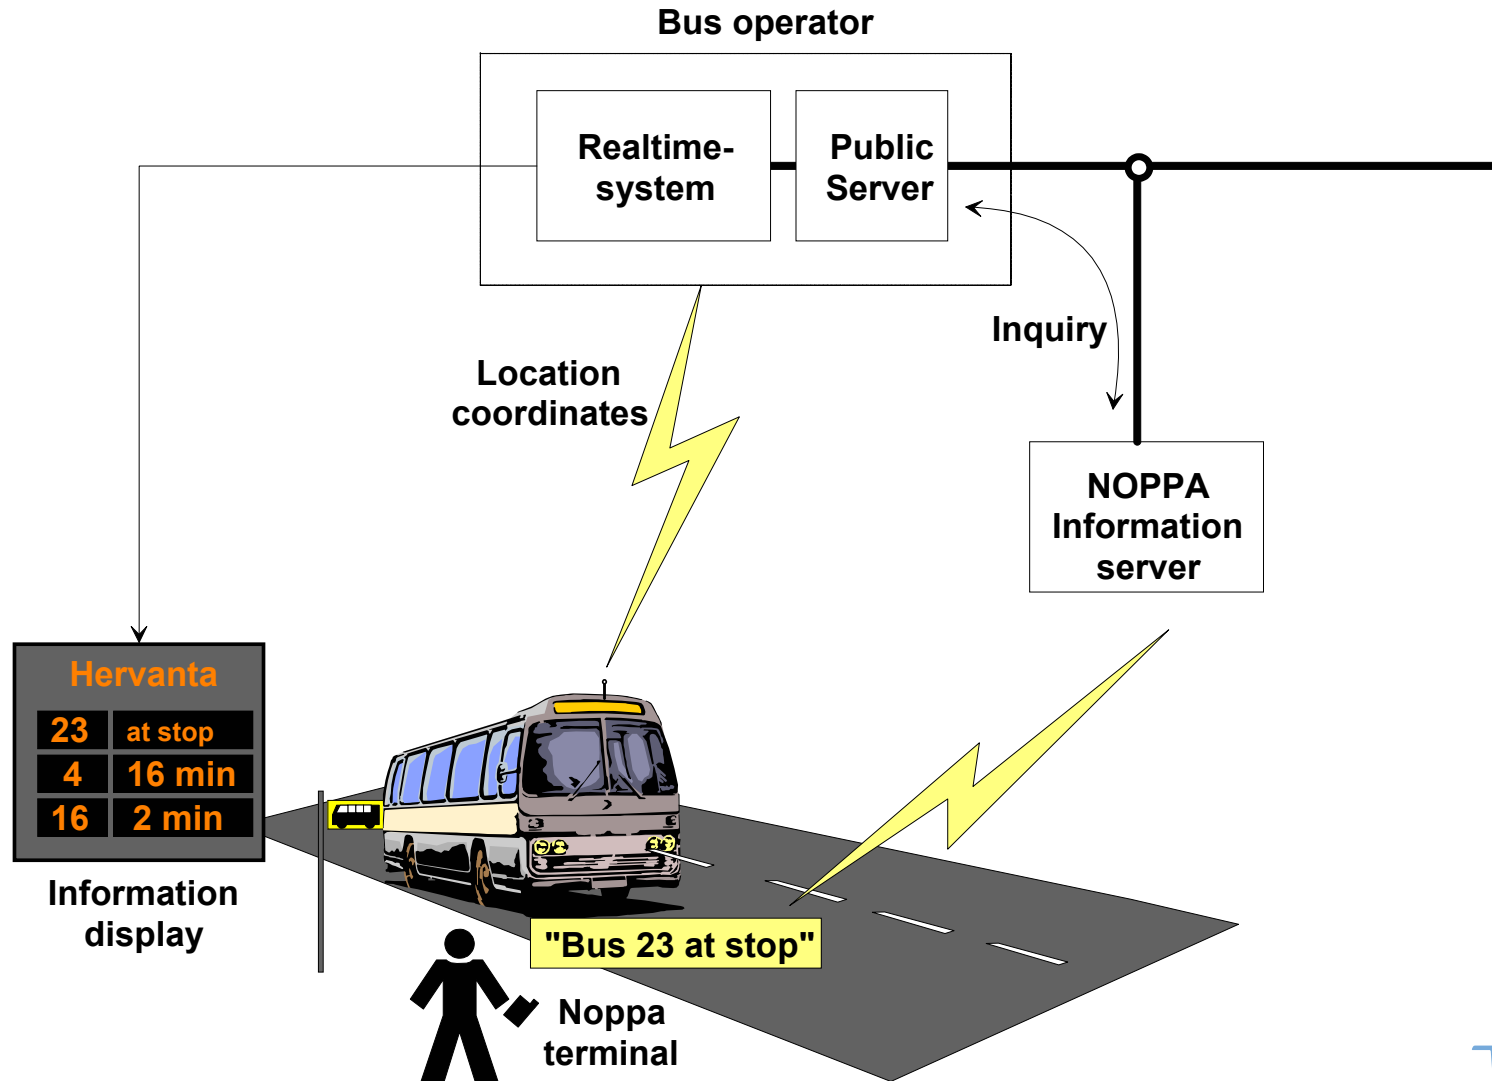 Bus operator
Realtime-
system
Public
Server
Inquiry
Location
coordinates
NOPPA
Information
server
Hervanta
23 at stop
4 16 min
16 2 min
Information
display
"Bus 23 at stop"
Noppa
terminal